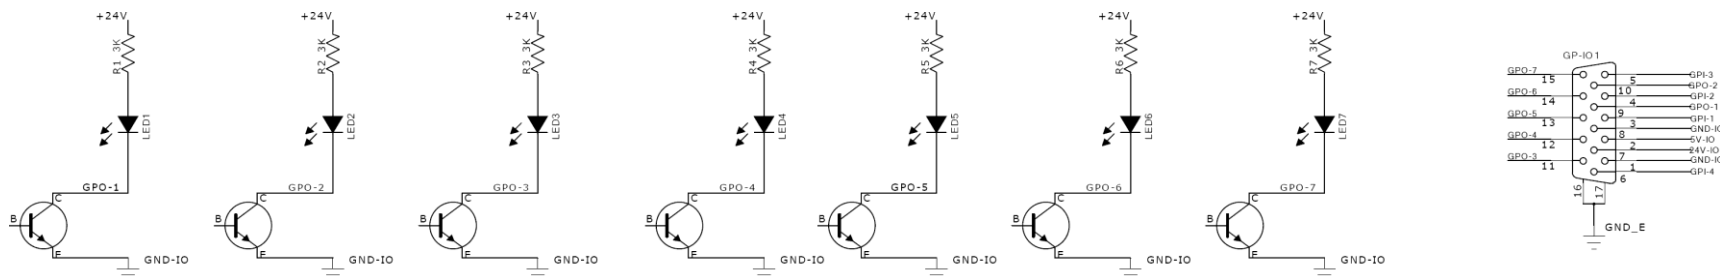 +24V
R1 3K
LED1
GPO-1
C
B
E
GND-IO
+24V
R2 3K
LED2
GPO-2
C
B
E
GND-IO
+24V
R3 3K
LED3
GPO-3
C
B
E
GND-IO
+24V
R4 3K
LED4
GPO-4
C
B
E
GND-IO
+24V
R5 3K
LED5
GPO-5
C
B
E
GND-IO
+24V
R6 3K
LED6
GPO-6
C
B
E
GND-IO
+24V
R7 3K
LED7
GPO-7
C
B
E
GND-IO
GP-IO1
GPO-7
15
GPO-6
14
GPO-5
13
GPO-4
12
GPO-3
11
5
GPI-3
10
GPO-2
4
GPI-2
9
GPO-1
3
GPI-1
8
GND-IO
2
5V-IO
7
24V-IO
1
GND-IO
6
GPI-4
16
17
GND_E